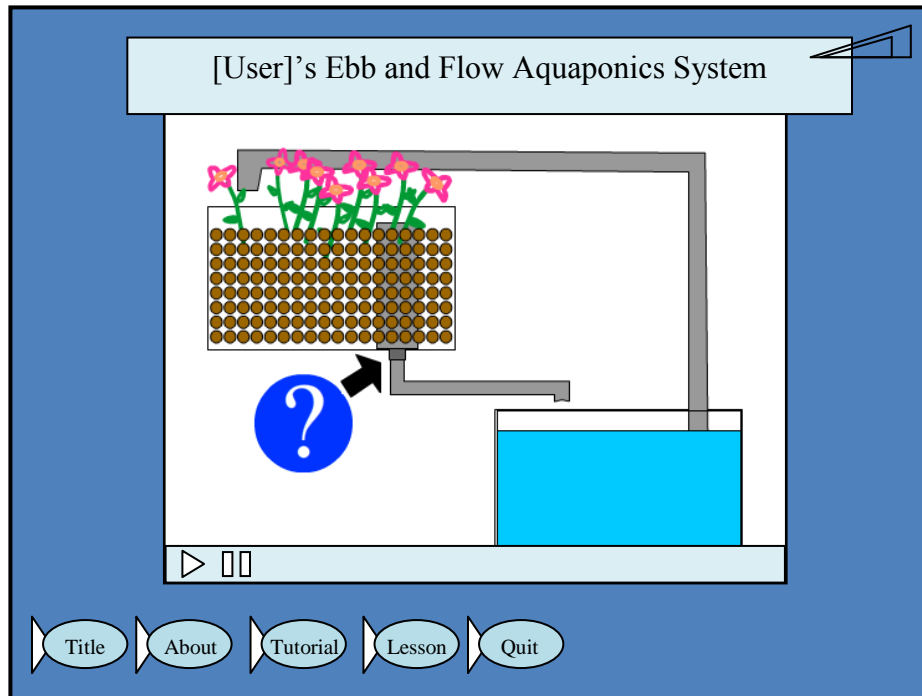 [User]’s Ebb and Flow Aquaponics System
?
Title
About
Tutorial
Lesson
Quit